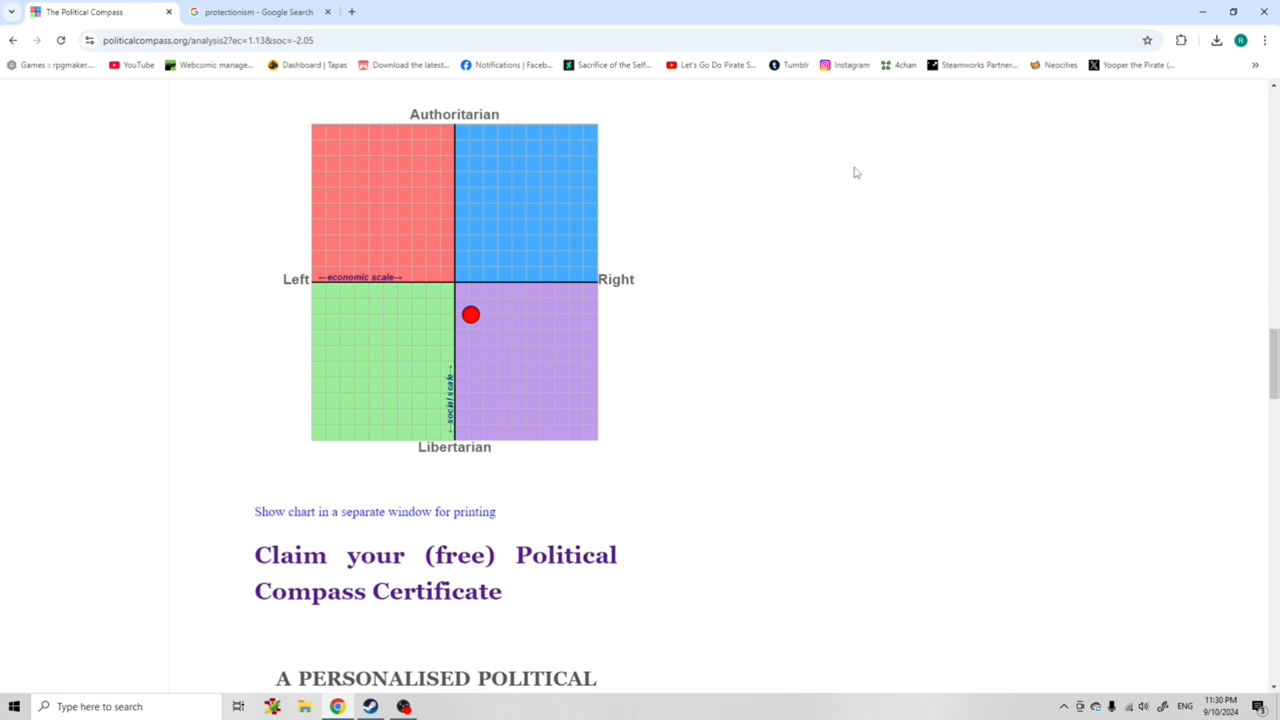 The Political Compass
protectionism - Google Search
politicalcompass.org/analysis2?ec=1.13&soc=-2.05
Games :: rpgmaker...
YouTube
Webcomic manage...
Dashboard | Tapas
Download the latest...
Notifications | Faceb...
Sacrifice of the Self...
Let's Go Do Pirate S...
Tumblr
Instagram
4chan
Steamworks Partner...
Neocities
Yooper the Pirate (...
Authoritarian
Left
←economic scale→
Right
←social scale→
Libertarian
Show chart in a separate window for printing
Claim your (free) Political
Compass Certificate
A PERSONALISED POLITICAL
Type here to search
ENG
11:30 PM
9/10/2024